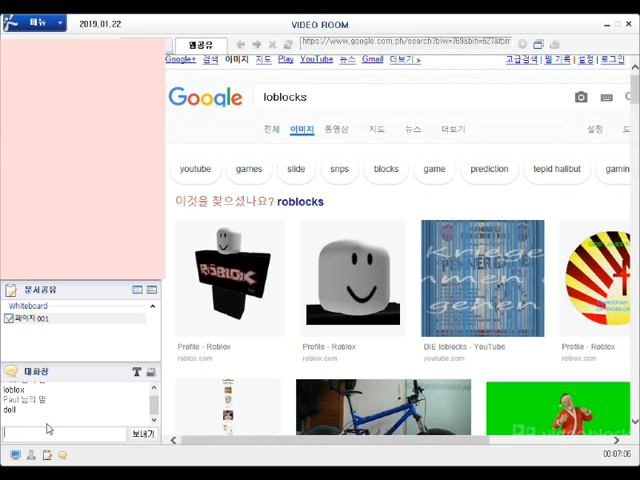 메뉴
2019.01.22
VIDEO ROOM
웹공유
https://www.google.com.ph/search?biw=769&bih=627&tbm
Google+ 검색 이미지 지도 Play YouTube 뉴스 Gmail 더보기 »
고급검색 | 웹 기록 | 설정 | 로그인
Google
loblocks
전체 이미지 동영상 지도 뉴스 더보기 설정
youtube games slide snps blocks game prediction tepid halibut gamin
이것을 찾으셨나요? roblocks
ROBLOX
Kriege
nmen
gehen
Profile - Roblox
roblox.com
Profile - Roblox
roblox.com
DIE loblocks - YouTube
youtube.com
roblox.com
문서공유
Whiteboard
페이지 001
대화창
loblox
Paul 님의 말
doll
보내기
00:07:06